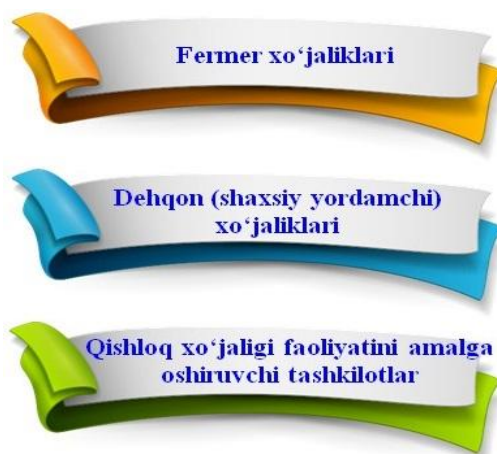 Fermer xo‘jaliklari
Dehqon (shaxsiy yordamchi)
xo‘jaliklari
Qishloq xo‘jaligi faoliyatini amalga
oshiruvchi tashkilotlar